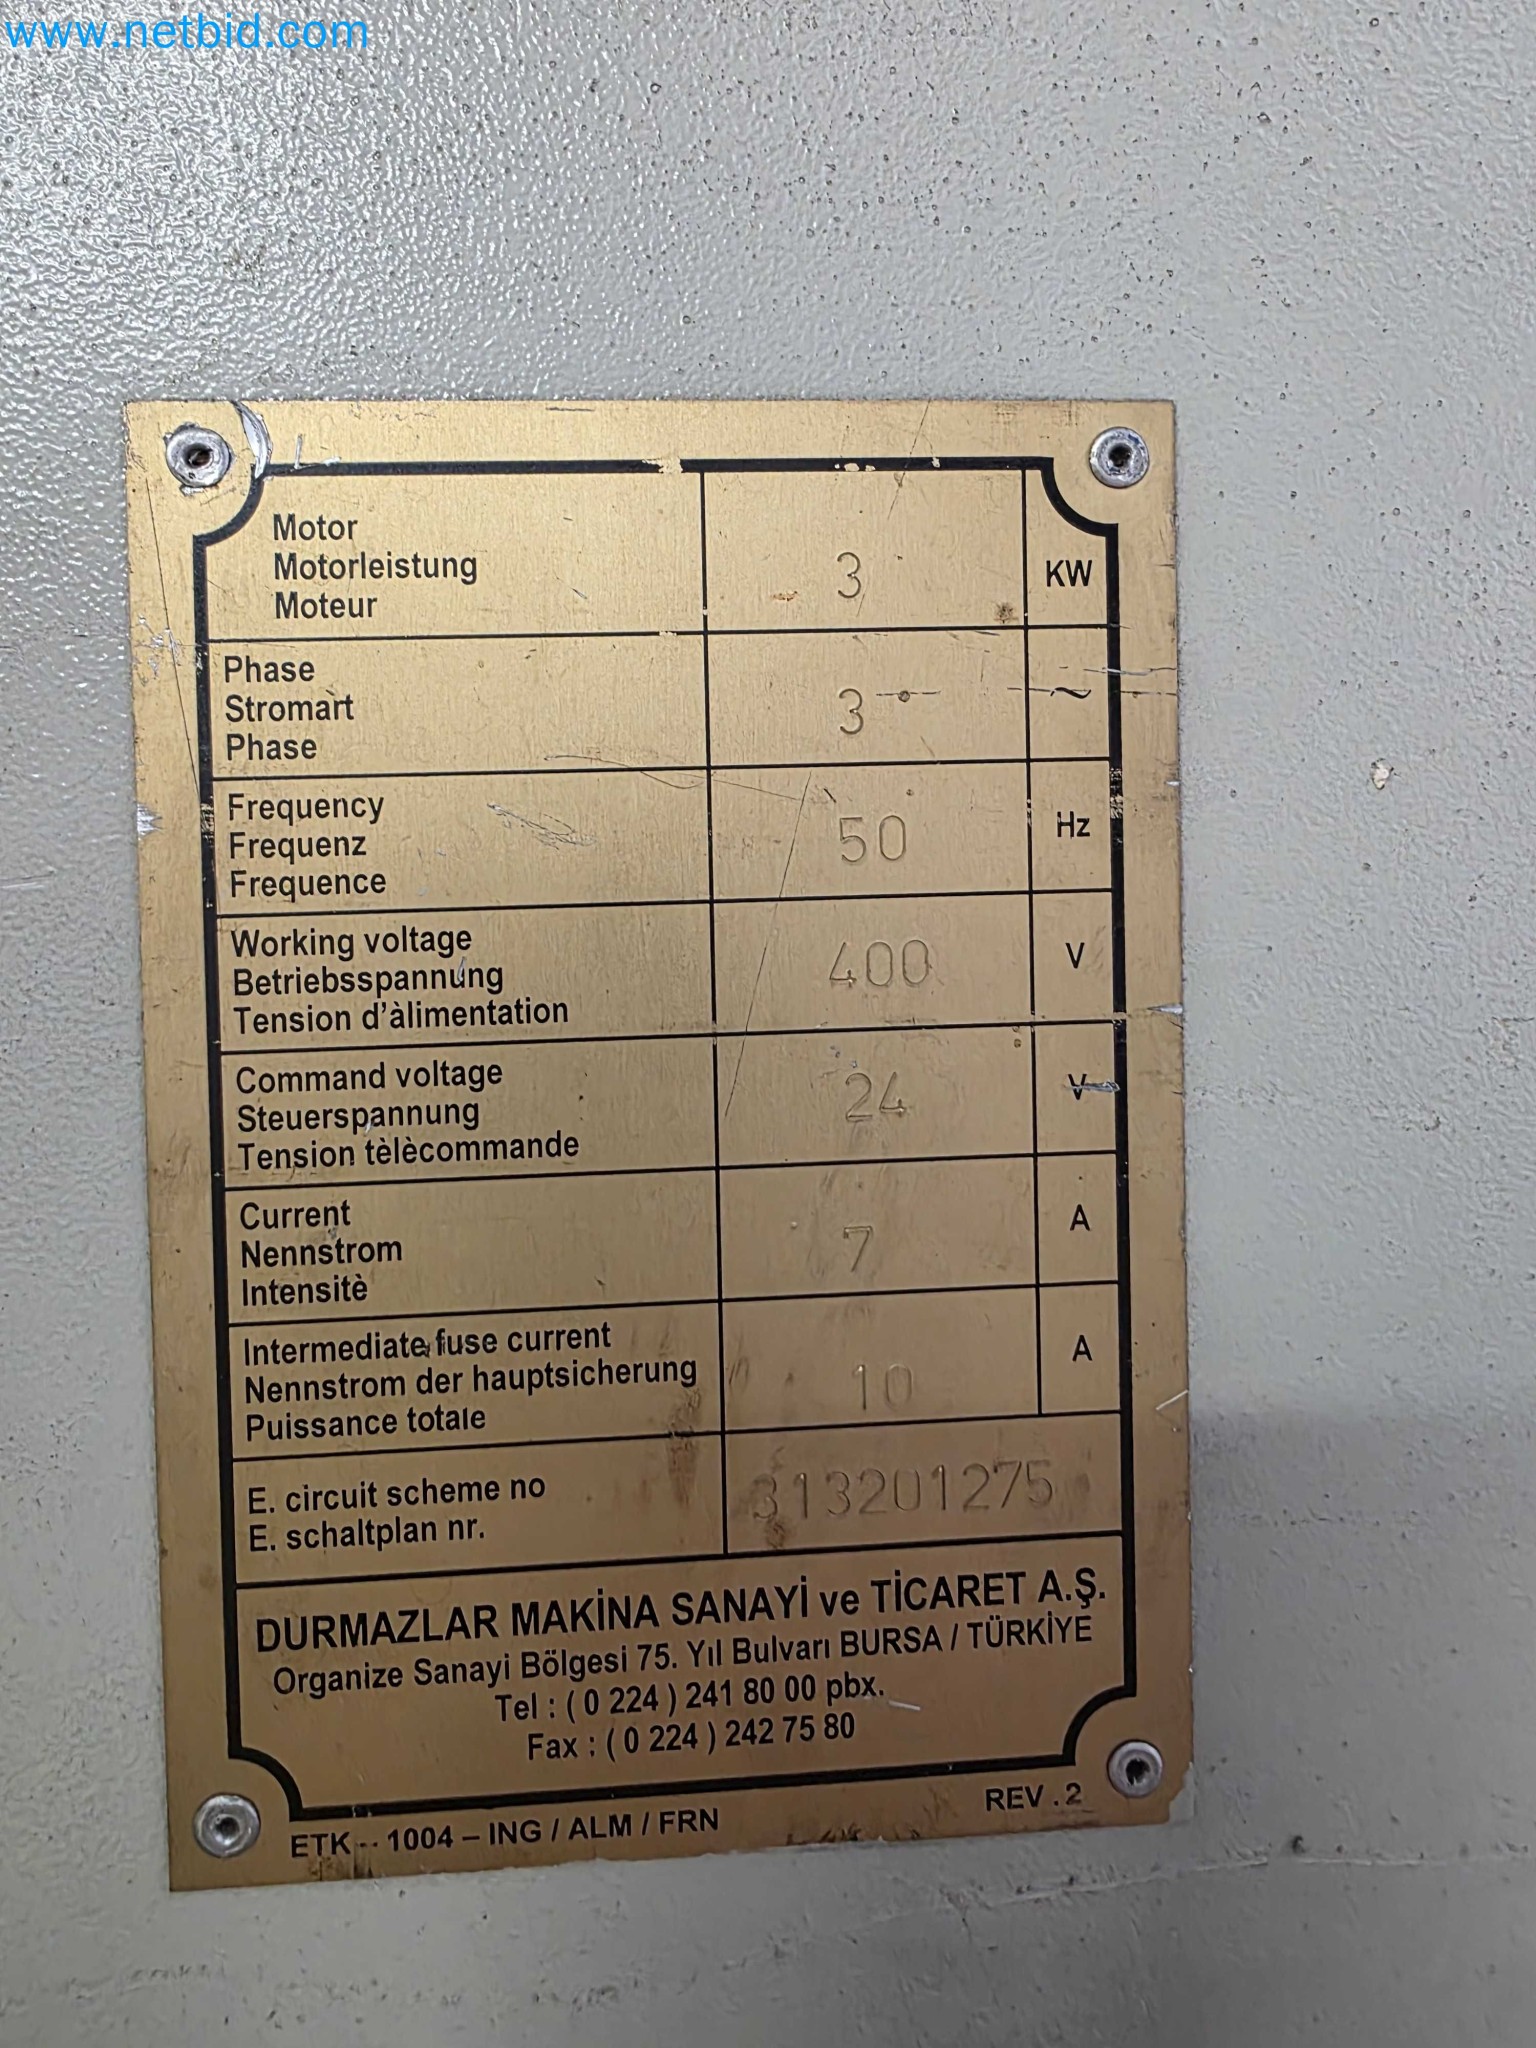 www.netbid.com
Motor
Motorleistung
Moteur
3
KW
Phase
Stromart
Phase
3
~
Frequency
Frequenz
Frequence
50
Hz
Working voltage
Betriebsspannung
Tension d'àlimentation
400
V
Command voltage
Steuerspannung
Tension tèlècommande
24
V
Current
Nennstrom
Intensitè
7
A
Intermediate fuse current
Nennstrom der hauptsicherung
Puissance totale
10
A
E. circuit scheme no
E. schaltplan nr.
313201275
DURMAZLAR MAKİNA SANAYİ ve TİCARET A.Ş.
Organize Sanayi Bölgesi 75. Yıl Bulvarı BURSA / TÜRKİYE
Tel : ( 0 224 ) 241 80 00 pbx.
Fax : ( 0 224 ) 242 75 80
ETK - 1004 – ING / ALM / FRN
REV . 2